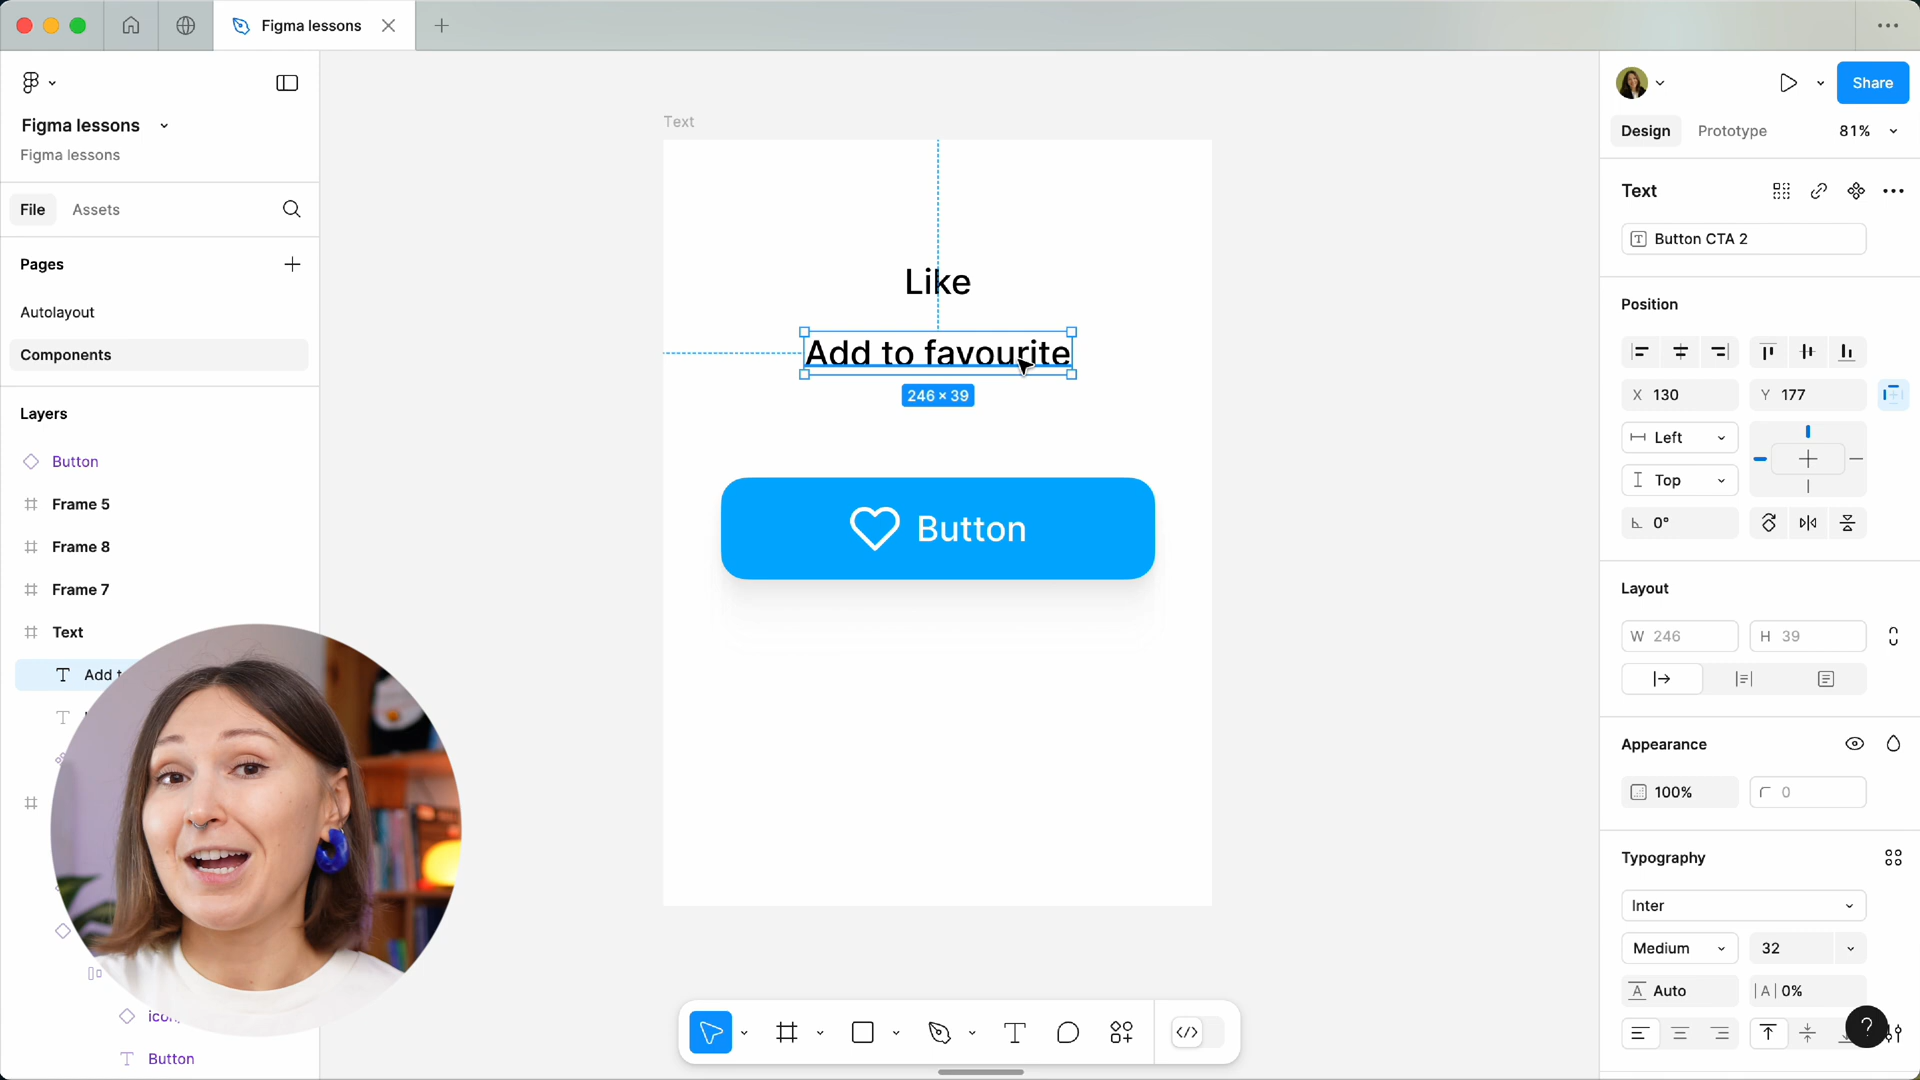 Figma lessons
Share
Figma lessons
Figma lessons
Design
Prototype
81%
File
Assets
Pages
Autolayout
Components
Layers
Button
Frame 5
Frame 8
Frame 7
Text
Add
Button
Text
Like
Add to favourite
246 × 39
Button
Text
Button CTA 2
Position
X 130
Y 177
Left
Top
0°
Layout
W 246
H 39
Appearance
100%
0
Typography
Inter
Medium
32
Auto
|A| 0%
?